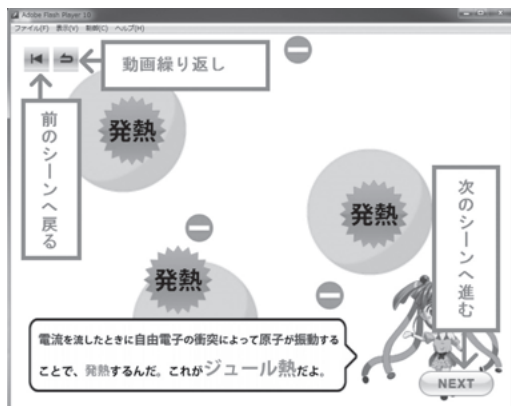 Adobe Flash Player 10
ファイル(F) 表示(V) 制御(C) ヘルプ(H)
動画繰り返し
前のシーンへ戻る
発熱
発熱
発熱
次のシーンへ進む
電流を流したときに自由電子の衝突によって原子が振動する
ことで、発熱するんだ。これがジュール熱だよ。
NEXT